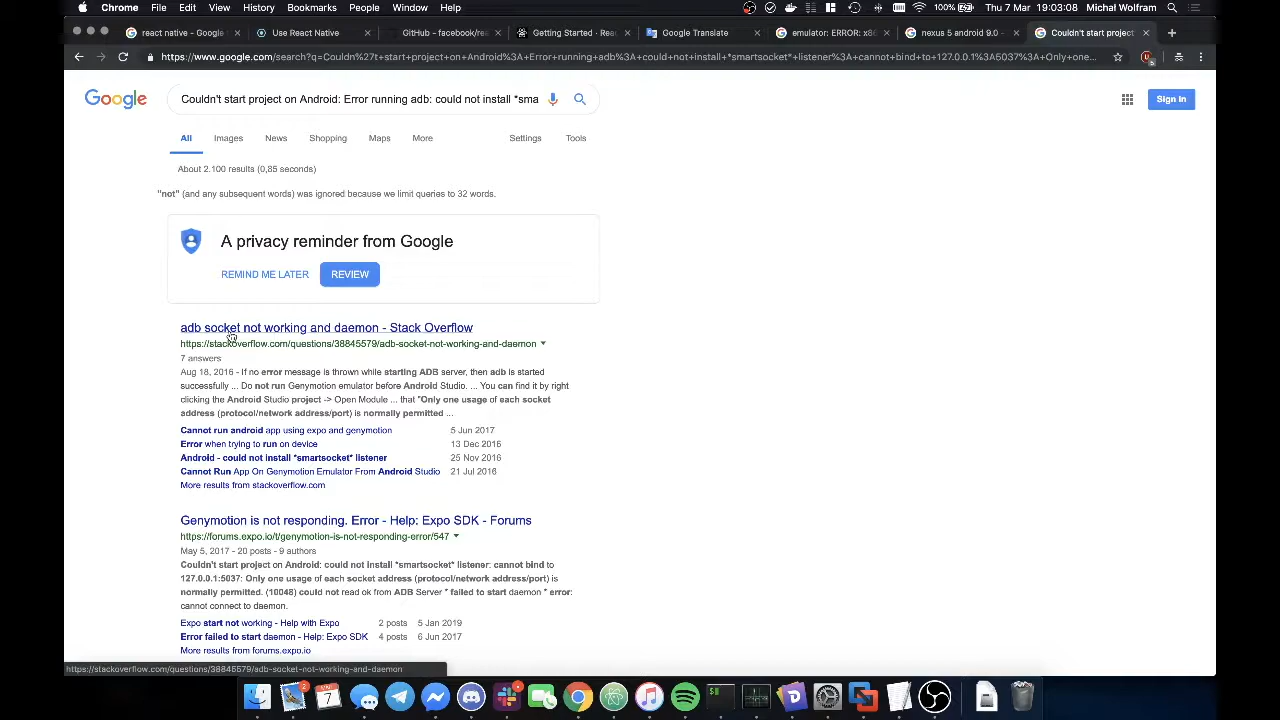 Chrome File Edit View History Bookmarks People Window Help 100% Thu 7 Mar 19:03:08 Michał Wolfram
react native - Google Use React Native GitHub - facebook/rea Getting Started · Rea Google Translate emulator: ERROR: x86 nexus 5 android 9.0 - Couldn't start project
https://www.google.com/search?q=Couldn%27t+start+project+on+Android%3A+Error+running+adb%3A+could+not+install+*smartsocket*+listener%3A+cannot+bind+to+127.0.0.1%3A5037%3A+Only+one...
Google
Couldn't start project on Android: Error running adb: could not install *sma
Sign in
All Images News Shopping Maps More Settings Tools
About 2.100 results (0,85 seconds)
"not" (and any subsequent words) was ignored because we limit queries to 32 words.
A privacy reminder from Google
REMIND ME LATER REVIEW
adb socket not working and daemon - Stack Overflow
https://stackoverflow.com/questions/38845579/adb-socket-not-working-and-daemon
7 answers
Aug 18, 2016 - If no error message is thrown while starting ADB server, then adb is started
successfully ... Do not run Genymotion emulator before Android Studio. ... You can find it by right
clicking the Android Studio project -> Open Module ... that "Only one usage of each socket
address (protocol/network address/port) is normally permitted ...
Cannot run android app using expo and genymotion 5 Jun 2017
Error when trying to run on device 13 Dec 2016
Android - could not install *smartsocket* listener 25 Nov 2016
Cannot Run App On Genymotion Emulator From Android Studio 21 Jul 2016
More results from stackoverflow.com
Genymotion is not responding. Error - Help: Expo SDK - Forums
https://forums.expo.io/t/genymotion-is-not-responding-error/547
May 5, 2017 - 20 posts - 9 authors
Couldn't start project on Android: could not install *smartsocket* listener: cannot bind to
127.0.0.1:5037: Only one usage of each socket address (protocol/network address/port) is
normally permitted. (10048) could not read ok from ADB Server * failed to start daemon * error:
cannot connect to daemon.
Expo start not working - Help with Expo 2 posts 5 Jan 2019
Error failed to start daemon - Help: Expo SDK 4 posts 6 Jun 2017
More results from forums.expo.io
https://stackoverflow.com/questions/38845579/adb-socket-not-working-and-daemon